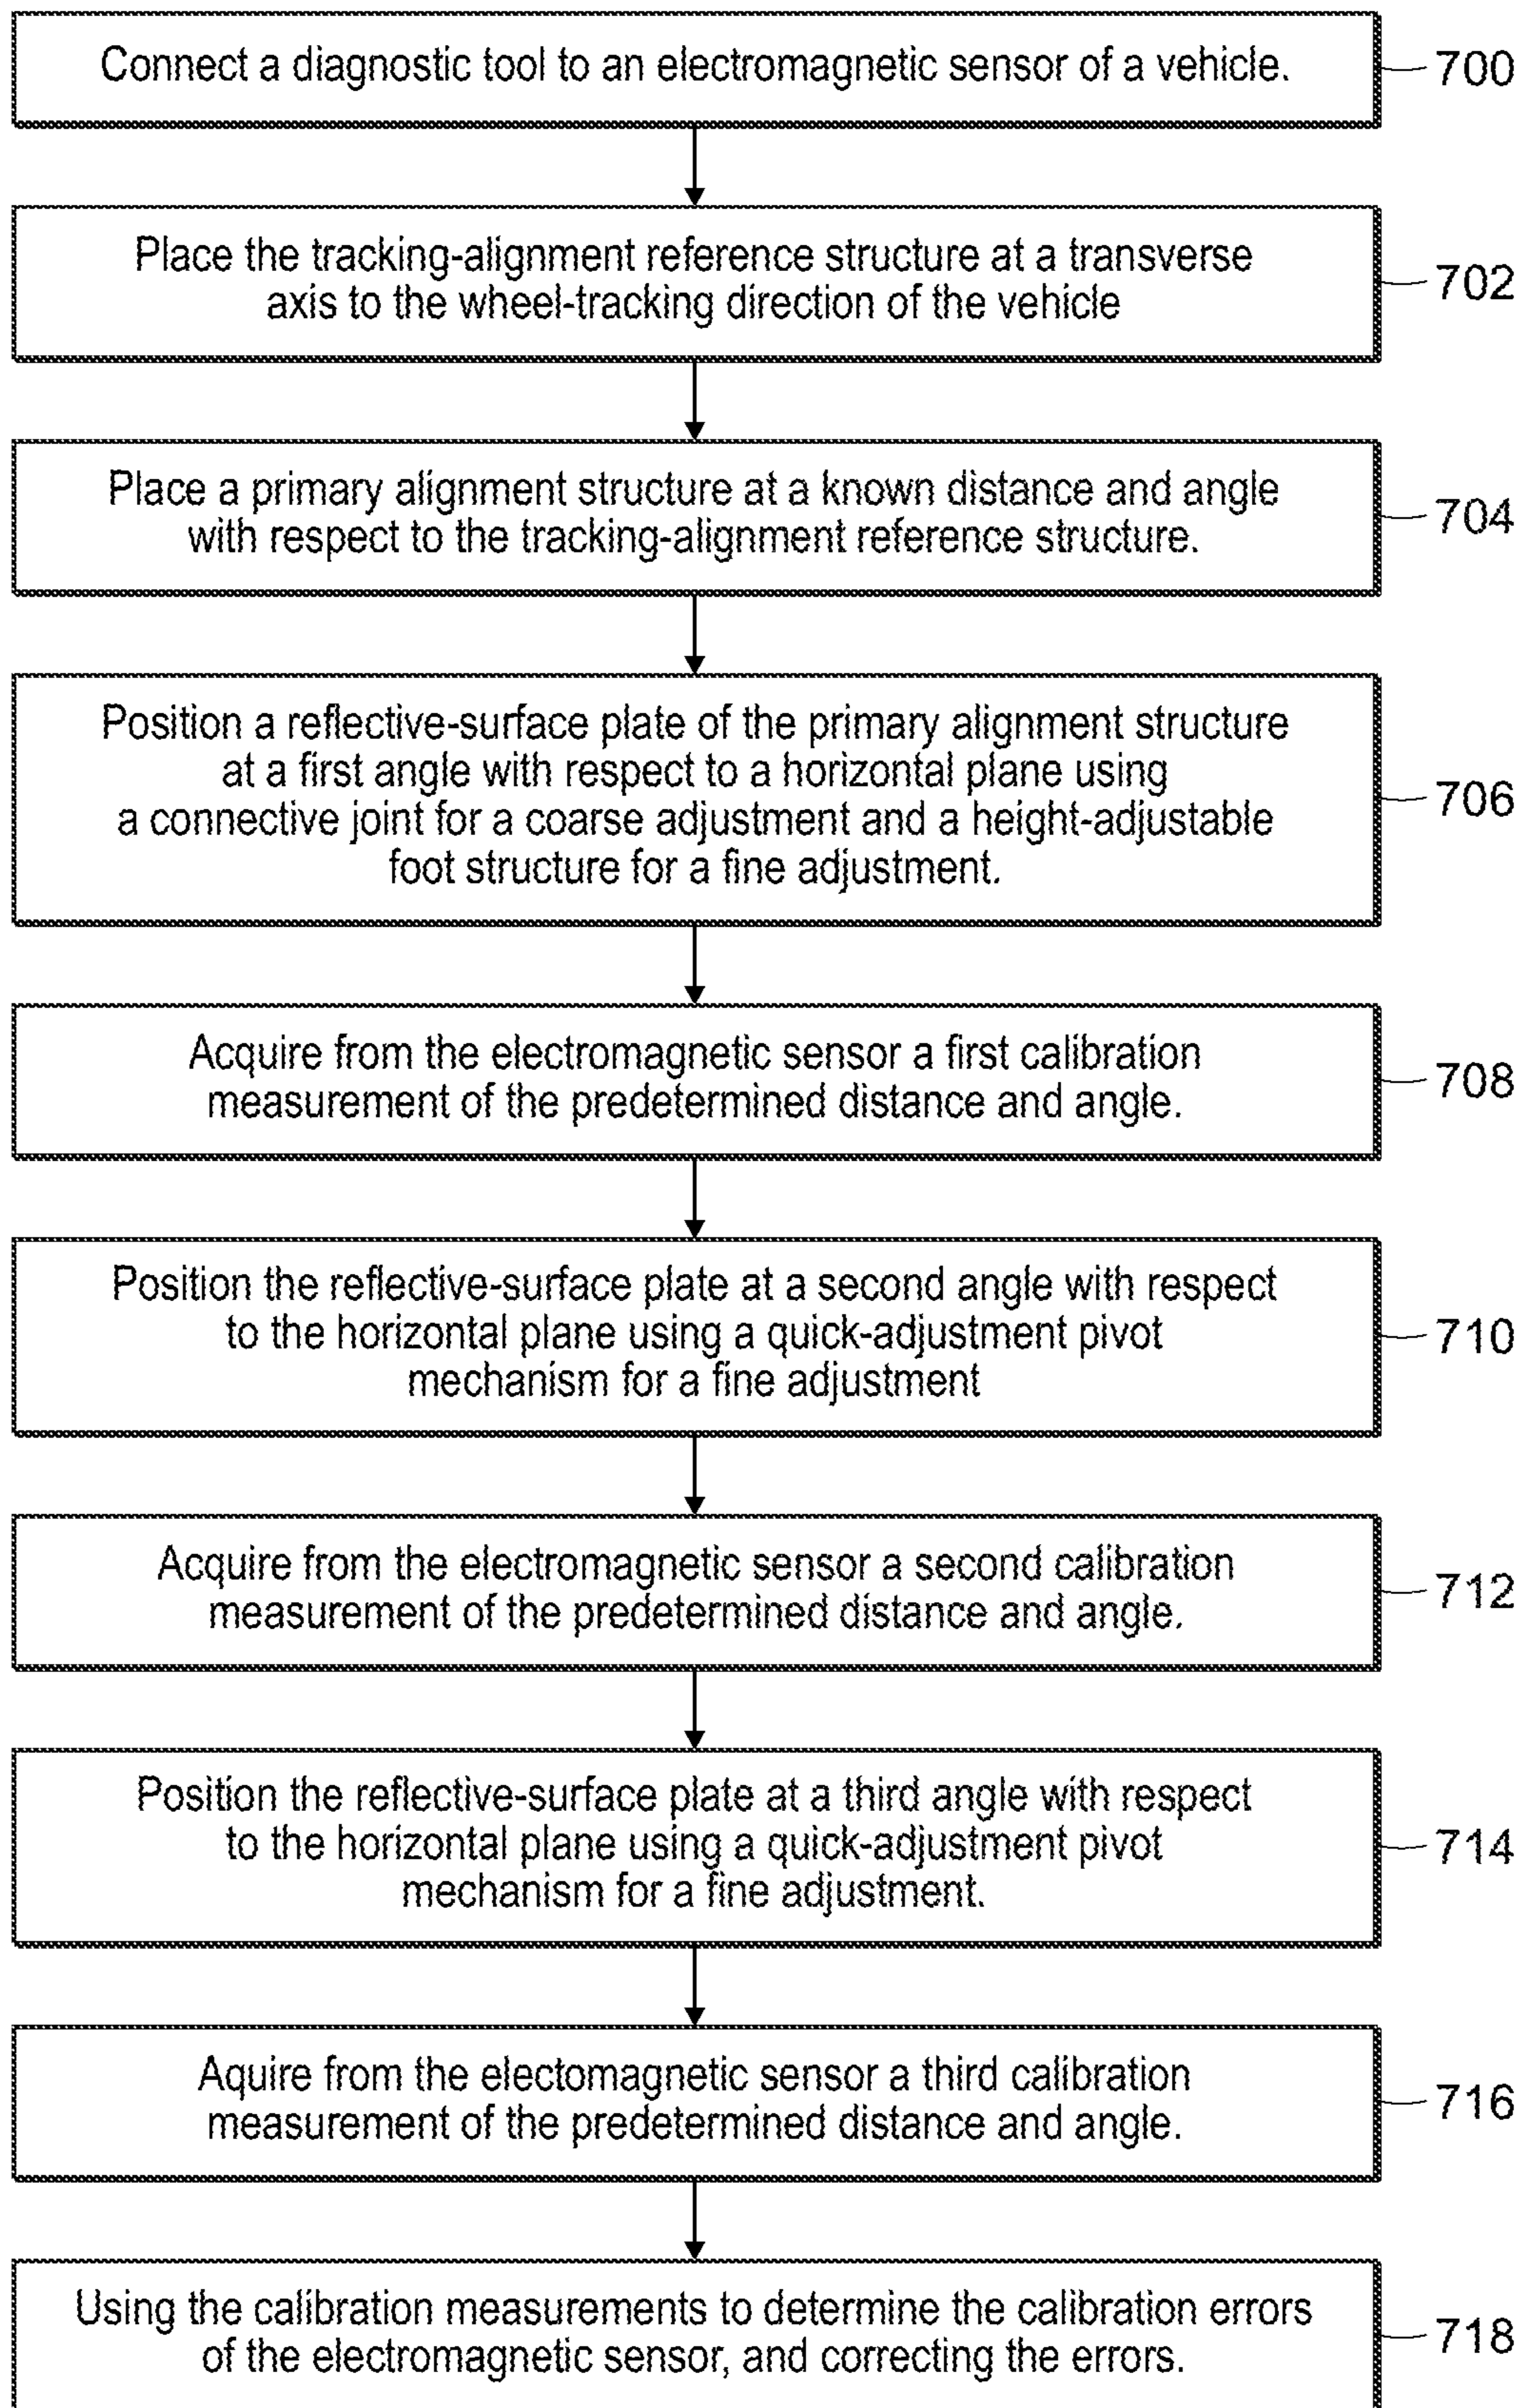 Connect a diagnostic tool to an electromagnetic sensor of a vehicle.
700
Place the tracking-alignment reference structure at a transverse
axis to the wheel-tracking direction of the vehicle
702
Place a primary alignment structure at a known distance and angle
with respect to the tracking-alignment reference structure.
704
Position a reflective-surface plate of the primary alignment structure
at a first angle with respect to a horizontal plane using
a connective joint for a coarse adjustment and a height-adjustable
foot structure for a fine adjustment.
706
Acquire from the electromagnetic sensor a first calibration
measurement of the predetermined distance and angle.
708
Position the reflective-surface plate at a second angle with respect
to the horizontal plane using a quick-adjustment pivot
mechanism for a fine adjustment
710
Acquire from the electromagnetic sensor a second calibration
measurement of the predetermined distance and angle.
712
Position the reflective-surface plate at a third angle with respect
to the horizontal plane using a quick-adjustment pivot
mechanism for a fine adjustment.
714
Aquire from the electomagnetic sensor a third calibration
measurement of the predetermined distance and angle.
716
Using the calibration measurements to determine the calibration errors
of the electromagnetic sensor, and correcting the errors.
718